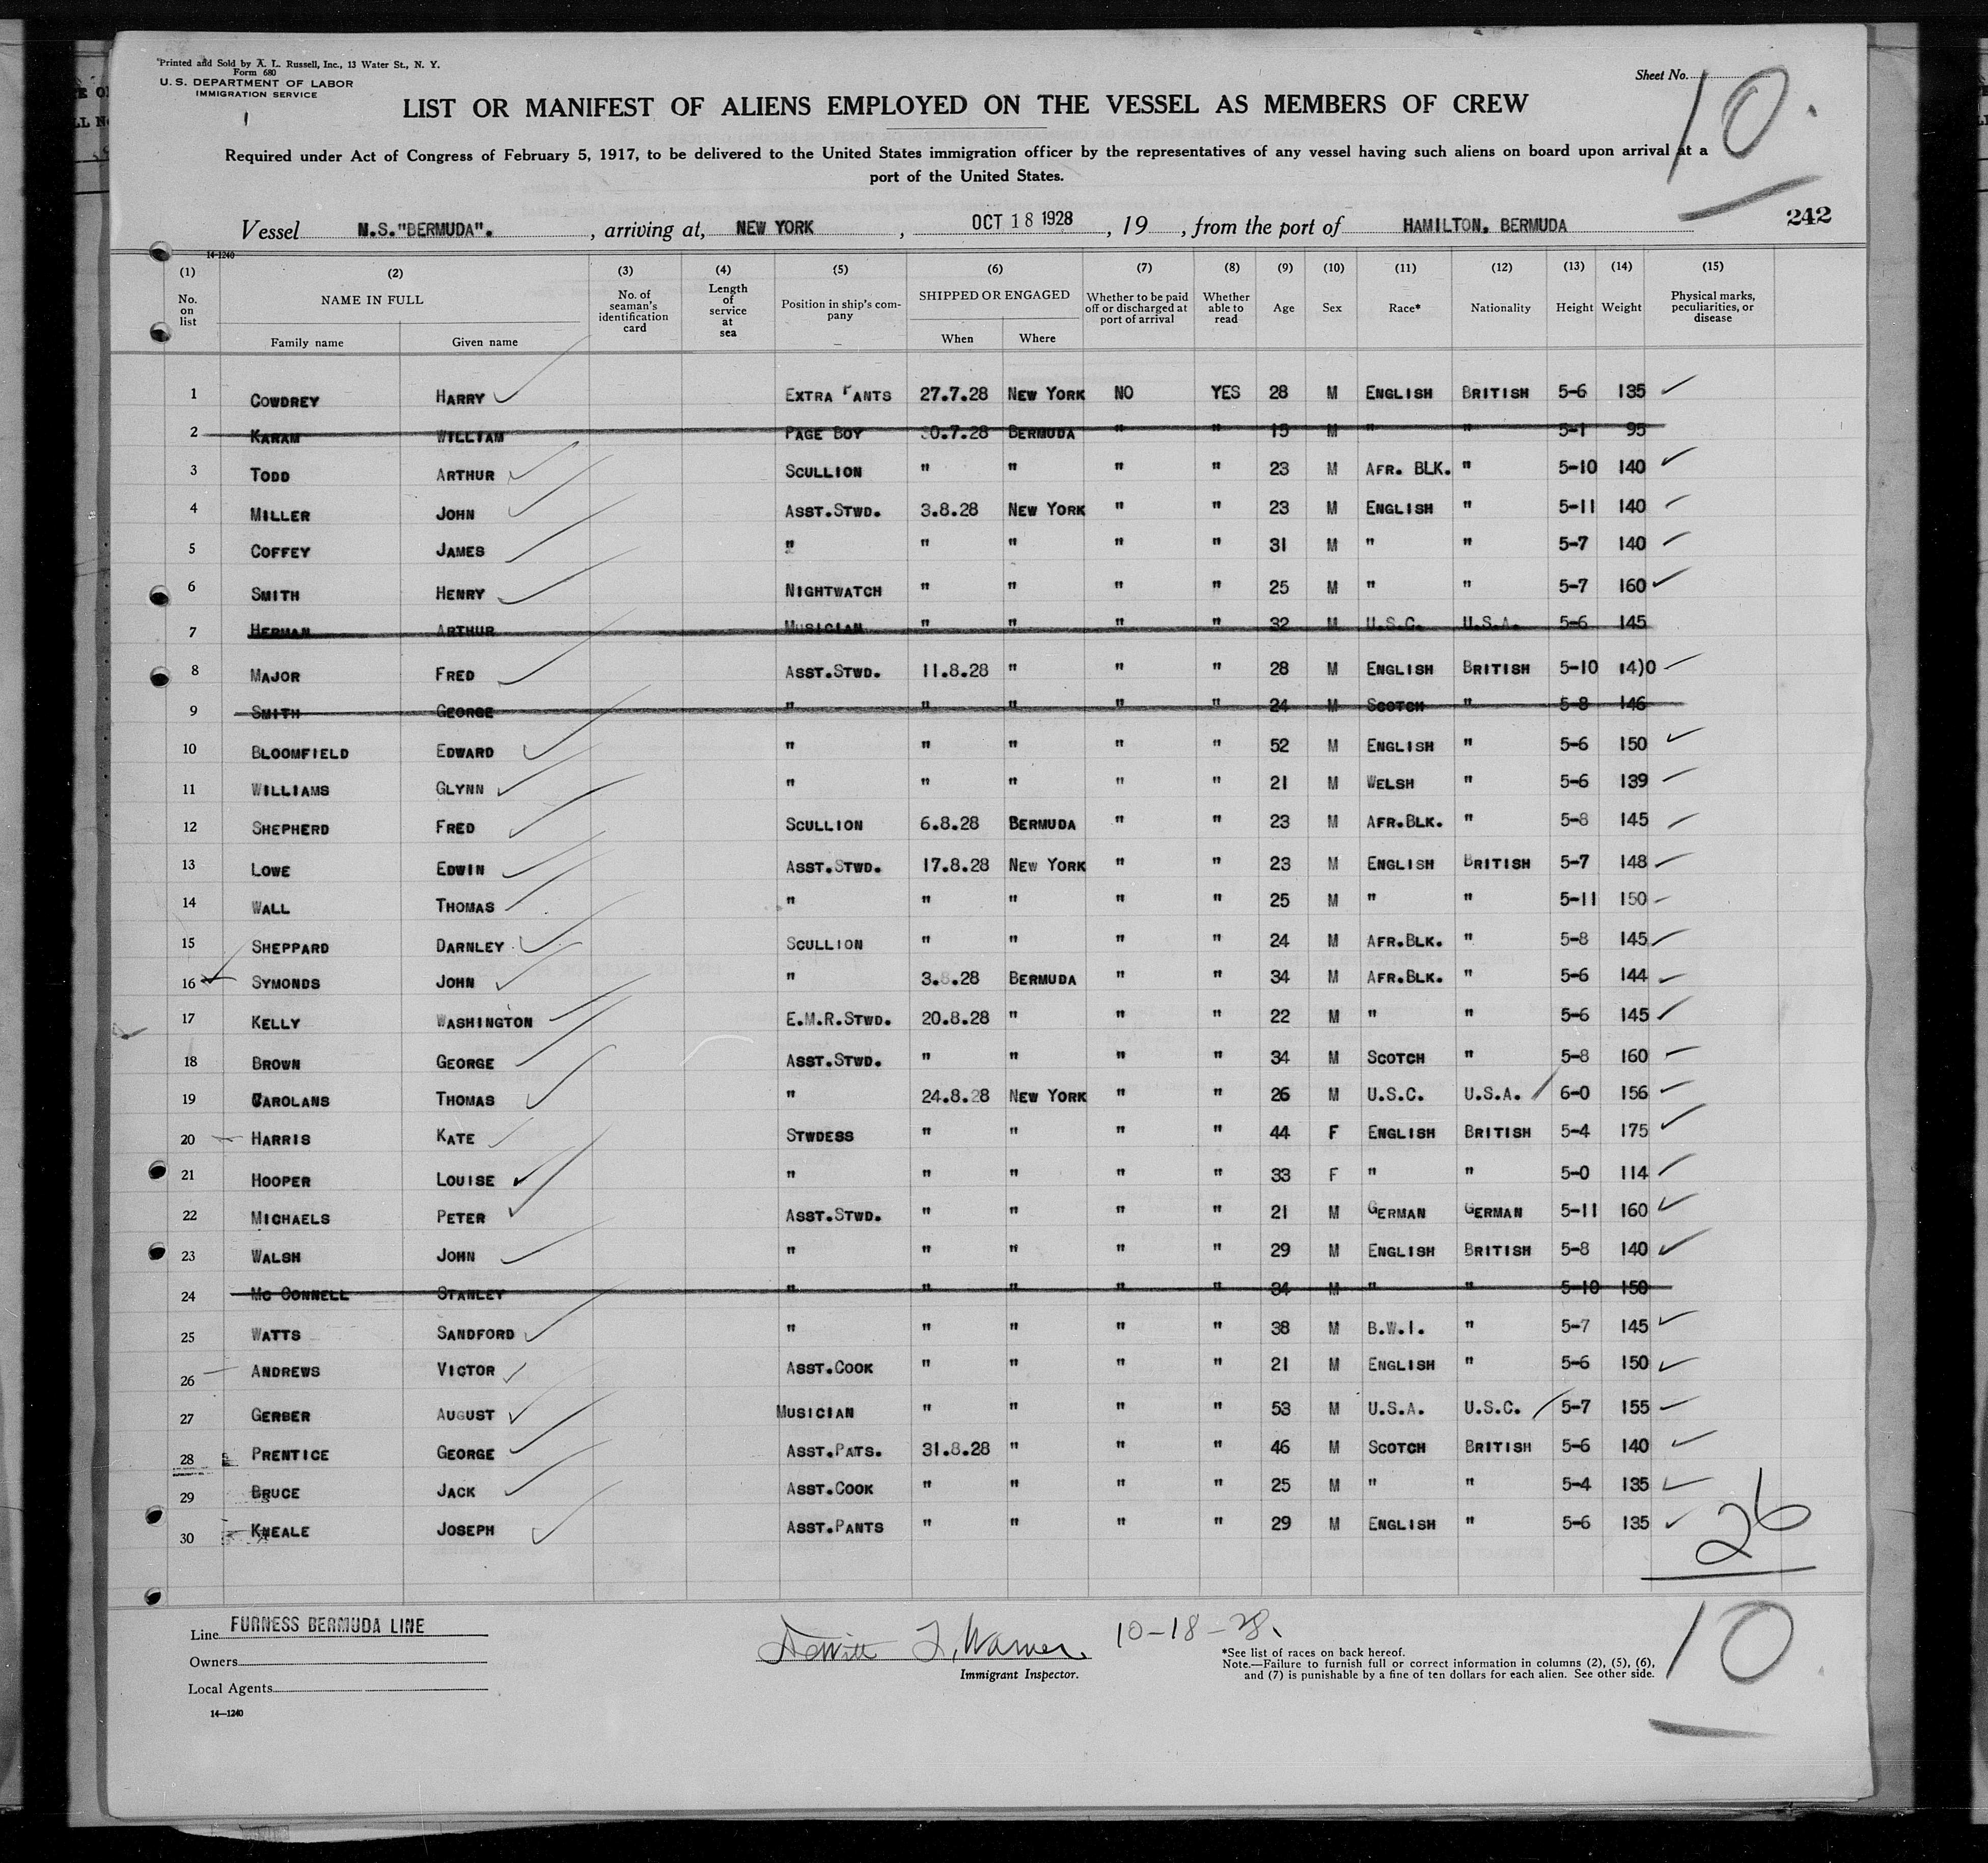 Printed and Sold by A. L. Russell, Inc., 13 Water St., N. Y.
Form 680
U. S. DEPARTMENT OF LABOR
IMMIGRATION SERVICE
Sheet No. 10.
LIST OR MANIFEST OF ALIENS EMPLOYED ON THE VESSEL AS MEMBERS OF CREW
Required under Act of Congress of February 5, 1917, to be delivered to the United States immigration officer by the representatives of any vessel having such aliens on board upon arrival at a
port of the United States.
242
Vessel M.S."BERMUDA". , arriving at, NEW YORK , OCT 18 1928 , 19 , from the port of HAMILTON, BERMUDA
14-1240
(1) (2) (3) (4) (5) (6) (7) (8) (9) (10) (11) (12) (13) (14) (15)
No. on list NAME IN FULL Family name Given name No. of seaman's identification card Length of service at sea Position in ship's company SHIPPED OR ENGAGED When Where Whether to be paid off or discharged at port of arrival Whether able to read Age Sex Race* Nationality Height Weight Physical marks, peculiarities, or disease
1 COWDREY HARRY EXTRA PANTS 27.7.28 NEW YORK NO YES 28 M ENGLISH BRITISH 5-6 135
2 KARAM WILLIAM PAGE BOY 30.7.28 BERMUDA " " 15 M " " 5-1 95
3 TODD ARTHUR SCULLION " " " " 23 M AFR. BLK. " 5-10 140
4 MILLER JOHN ASST.STWD. 3.8.28 NEW YORK " " 23 M ENGLISH " 5-11 140
5 COFFEY JAMES " " " " " 31 M " " 5-7 140
6 SMITH HENRY NIGHTWATCH " " " " 25 M " " 5-7 160
7 HERMAN ARTHUR MUSICIAN " " " " 32 M U.S.C. U.S.A. 5-6 145
8 MAJOR FRED ASST.STWD. 11.8.28 " " " 28 M ENGLISH BRITISH 5-10 14)0
9 SMITH GEORGE " " " " " 24 M SCOTCH " 5-8 146
10 BLOOMFIELD EDWARD " " " " " 52 M ENGLISH " 5-6 150
11 WILLIAMS GLYNN " " " " " 21 M WELSH " 5-6 139
12 SHEPHERD FRED SCULLION 6.8.28 BERMUDA " " 23 M AFR.BLK. " 5-8 145
13 LOWE EDWIN ASST.STWD. 17.8.28 NEW YORK " " 23 M ENGLISH BRITISH 5-7 148
14 WALL THOMAS " " " " " 25 M " " 5-11 150
15 SHEPPARD DARNLEY SCULLION " " " " 24 M AFR.BLK. " 5-8 145
16 SYMONDS JOHN " 3.8.28 BERMUDA " " 34 M AFR.BLK. " 5-6 144
17 KELLY WASHINGTON E.M.R.STWD. 20.8.28 " " " 22 M " " 5-6 145
18 BROWN GEORGE ASST.STWD. " " " " 34 M SCOTCH " 5-8 160
19 CAROLANS THOMAS " 24.8.28 NEW YORK " " 26 M U.S.C. U.S.A. 6-0 156
20 HARRIS KATE STWDESS " " " " 44 F ENGLISH BRITISH 5-4 175
21 HOOPER LOUISE " " " " " 33 F " " 5-0 114
22 MICHAELS PETER ASST.STWD. " " " " 21 M GERMAN GERMAN 5-11 160
23 WALSH JOHN " " " " " 29 M ENGLISH BRITISH 5-8 140
24 MC CONNELL STANLEY " " " " " 34 M " " 5-10 150
25 WATTS SANDFORD " " " " " 38 M B.W.I. " 5-7 145
26 ANDREWS VICTOR ASST.COOK " " " " 21 M ENGLISH " 5-6 150
27 GERBER AUGUST MUSICIAN " " " " 53 M U.S.A. U.S.C. 5-7 155
28 PRENTICE GEORGE ASST.PATS. 31.8.28 " " " 46 M SCOTCH BRITISH 5-6 140
29 BRUCE JACK ASST.COOK " " " " 25 M " " 5-4 135
30 KNEALE JOSEPH ASST.PANTS " " " " 29 M ENGLISH " 5-6 135
26
Line FURNESS BERMUDA LINE
Owners
Local Agents
14—1240
Dewitt F. Warner 10-18-28.
Immigrant Inspector.
*See list of races on back hereof.
Note.—Failure to furnish full or correct information in columns (2), (5), (6),
and (7) is punishable by a fine of ten dollars for each alien. See other side.
10